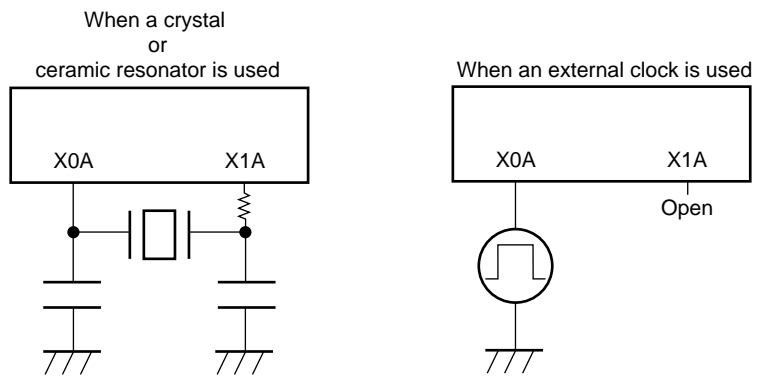 When a crystal
or
ceramic resonator is used
X0A X1A
When an external clock is used
X0A X1A
Open